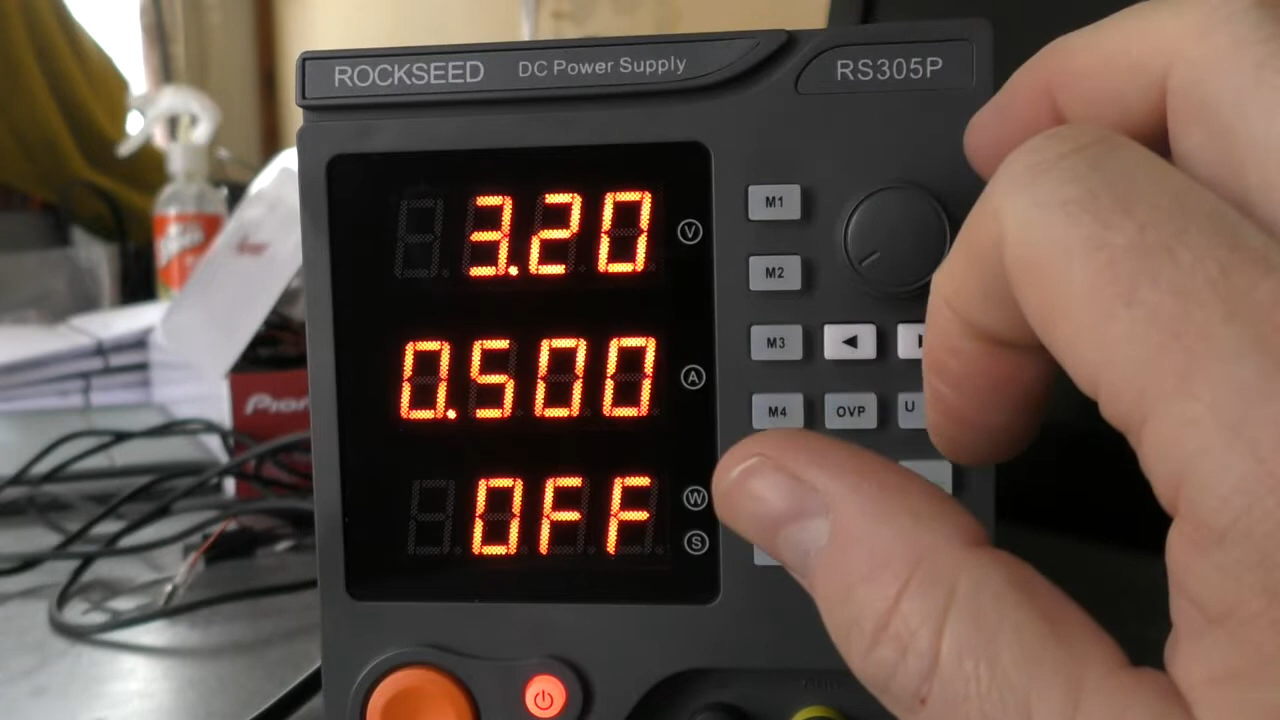 ROCKSEED DC Power Supply RS305P
3.20 V
0.500 A
OFF W
S
M1
M2
M3
M4 OVP U